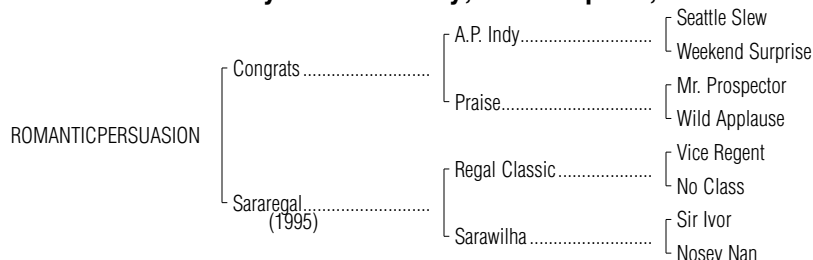 Seattle Slew
A.P. Indy
Weekend Surprise
Congrats
Mr. Prospector
Praise
Wild Applause
ROMANTICPERSUASION
Vice Regent
Regal Classic
No Class
Sararegal
(1995)
Sir Ivor
Sarawilha
Nosey Nan